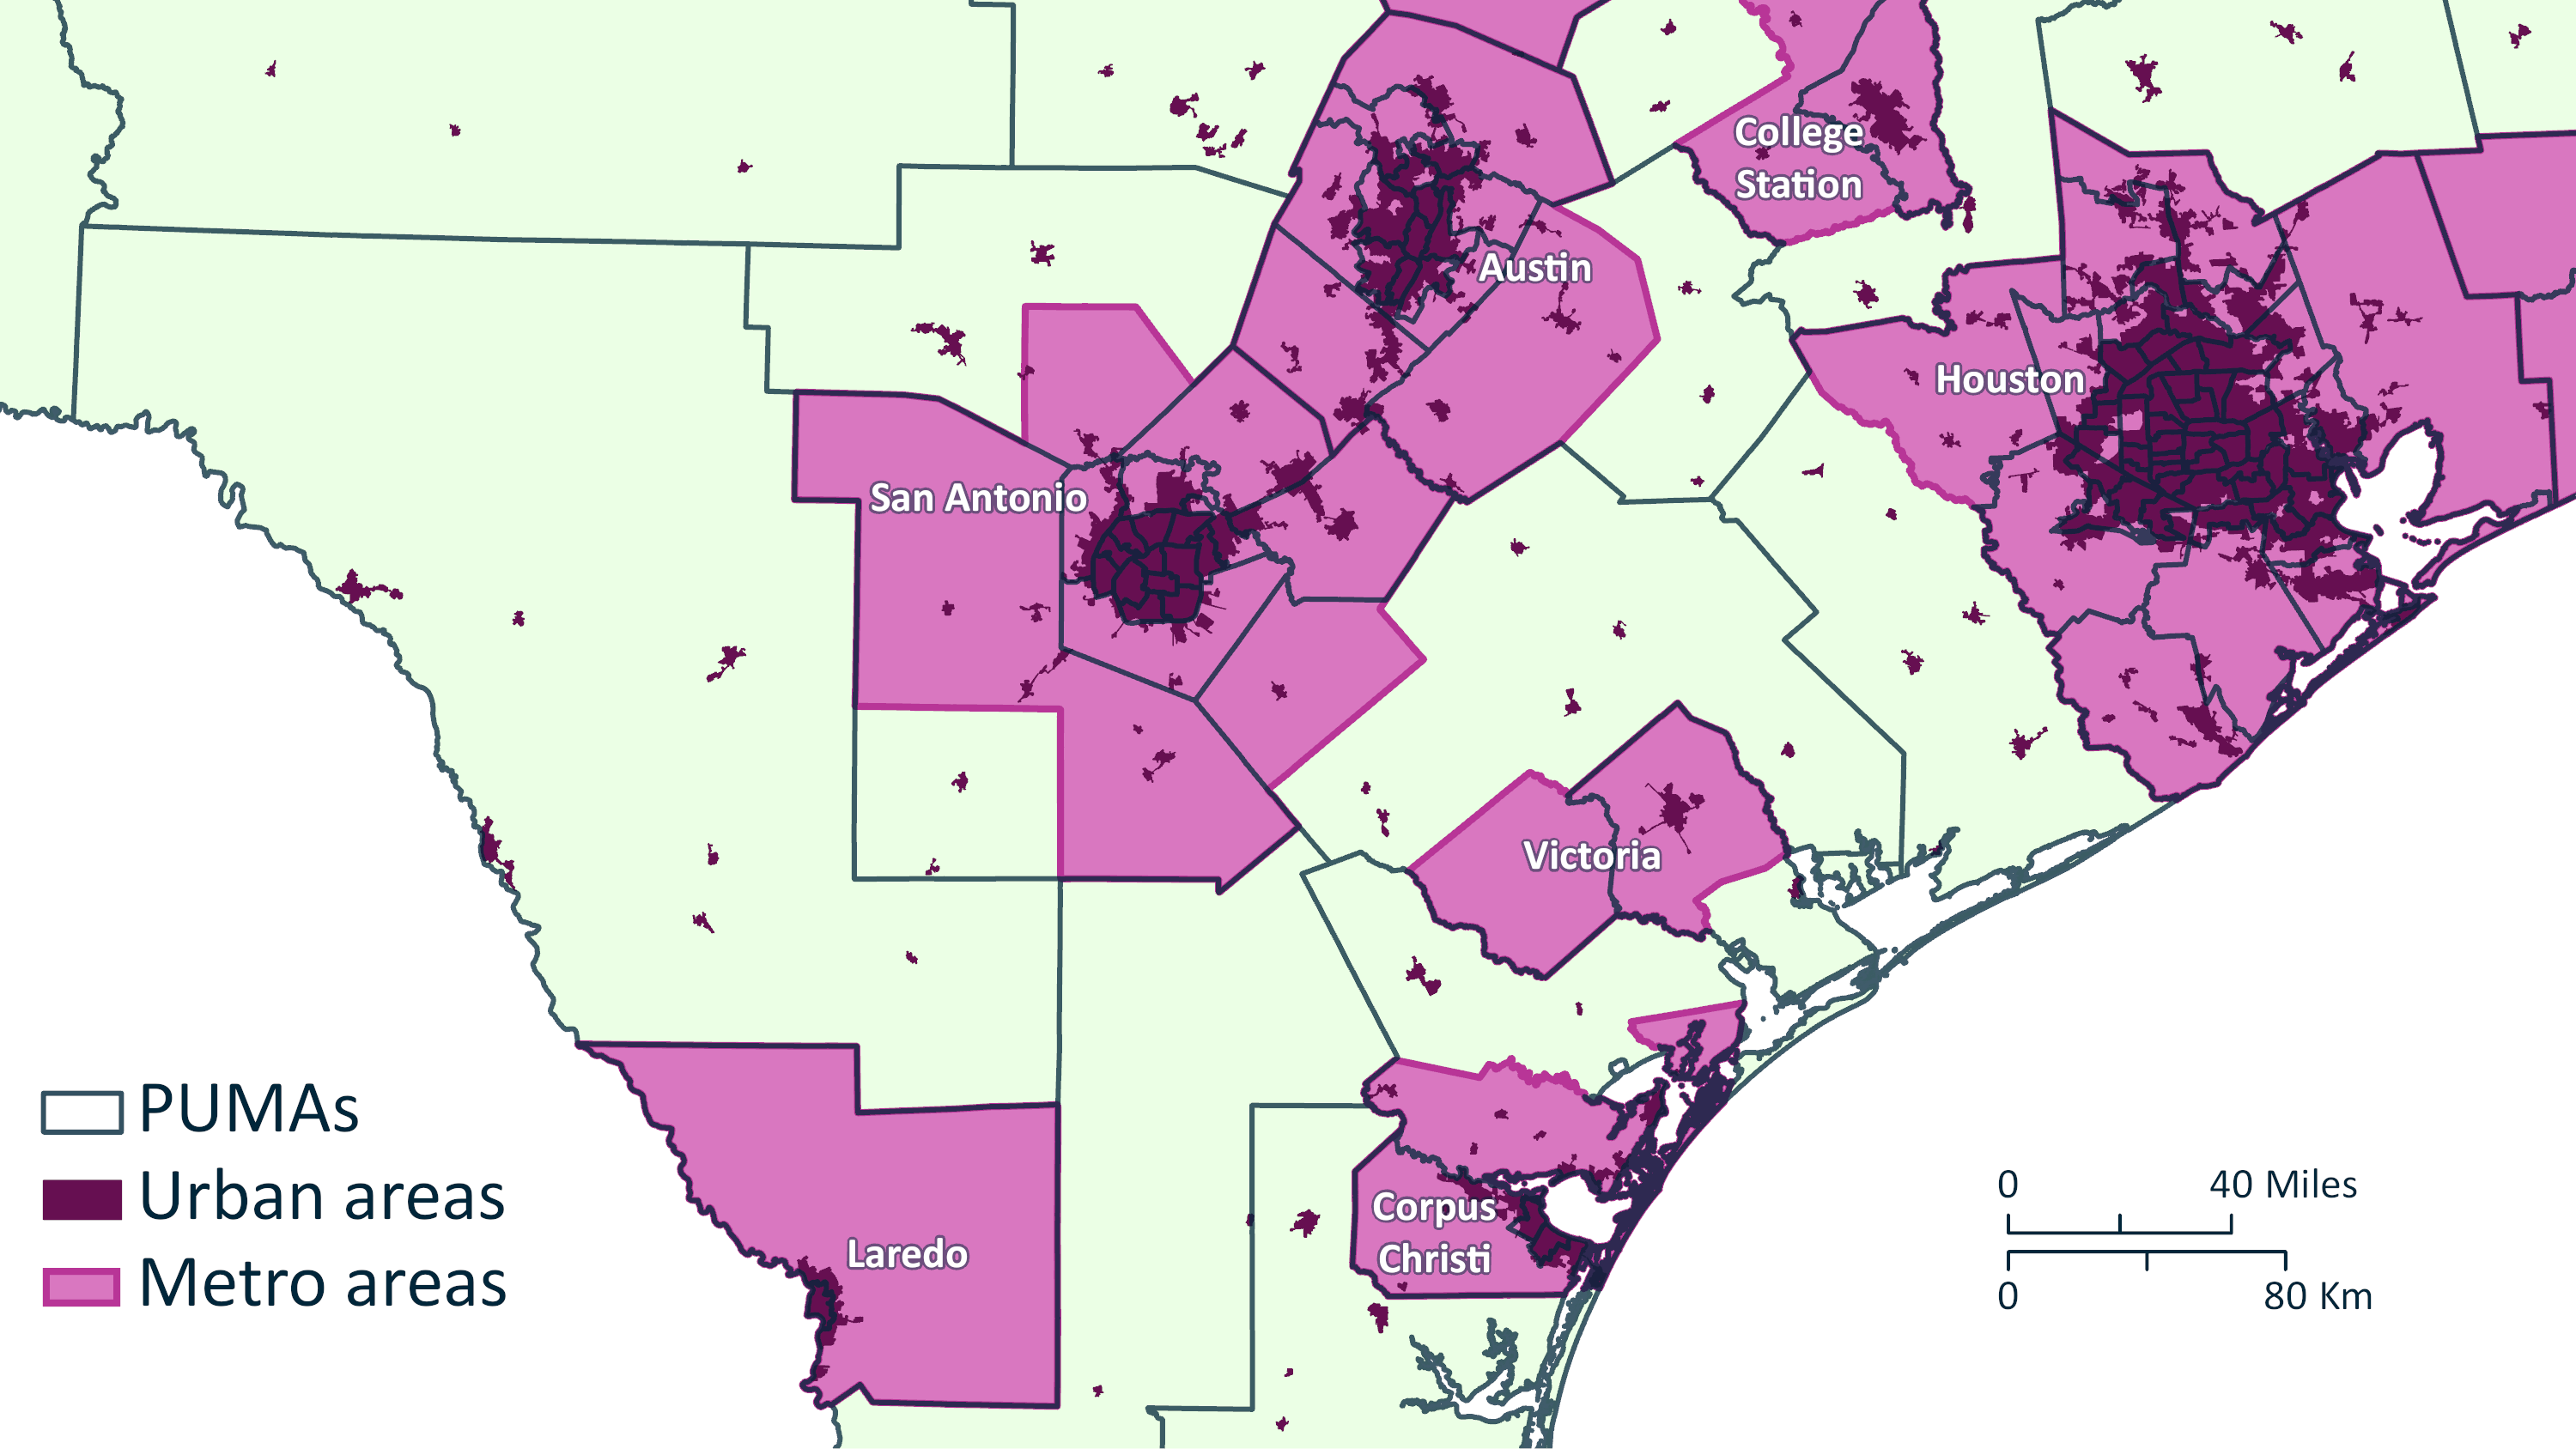 College
Station
Austin
Houston
San Antonio
Victoria
Corpus
Christi
Laredo
PUMAs
Urban areas
Metro areas
0 40 Miles
0 80 Km